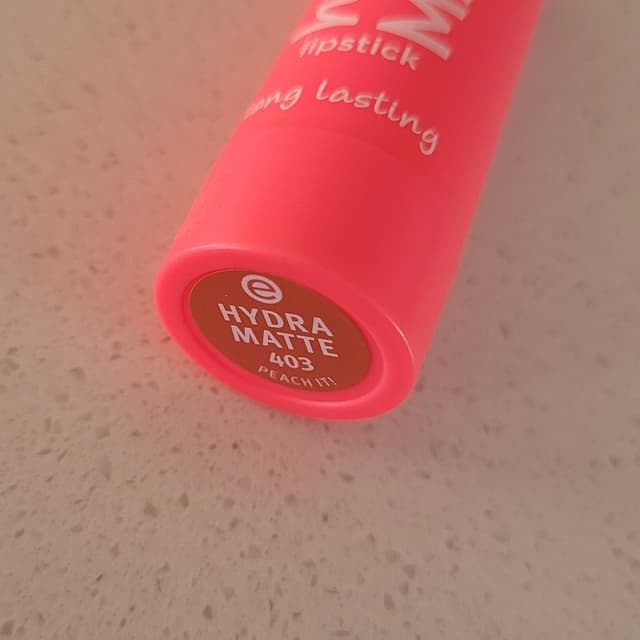 lipstick
long lasting
e
HYDRA
MATTE
403
PEACH IT!